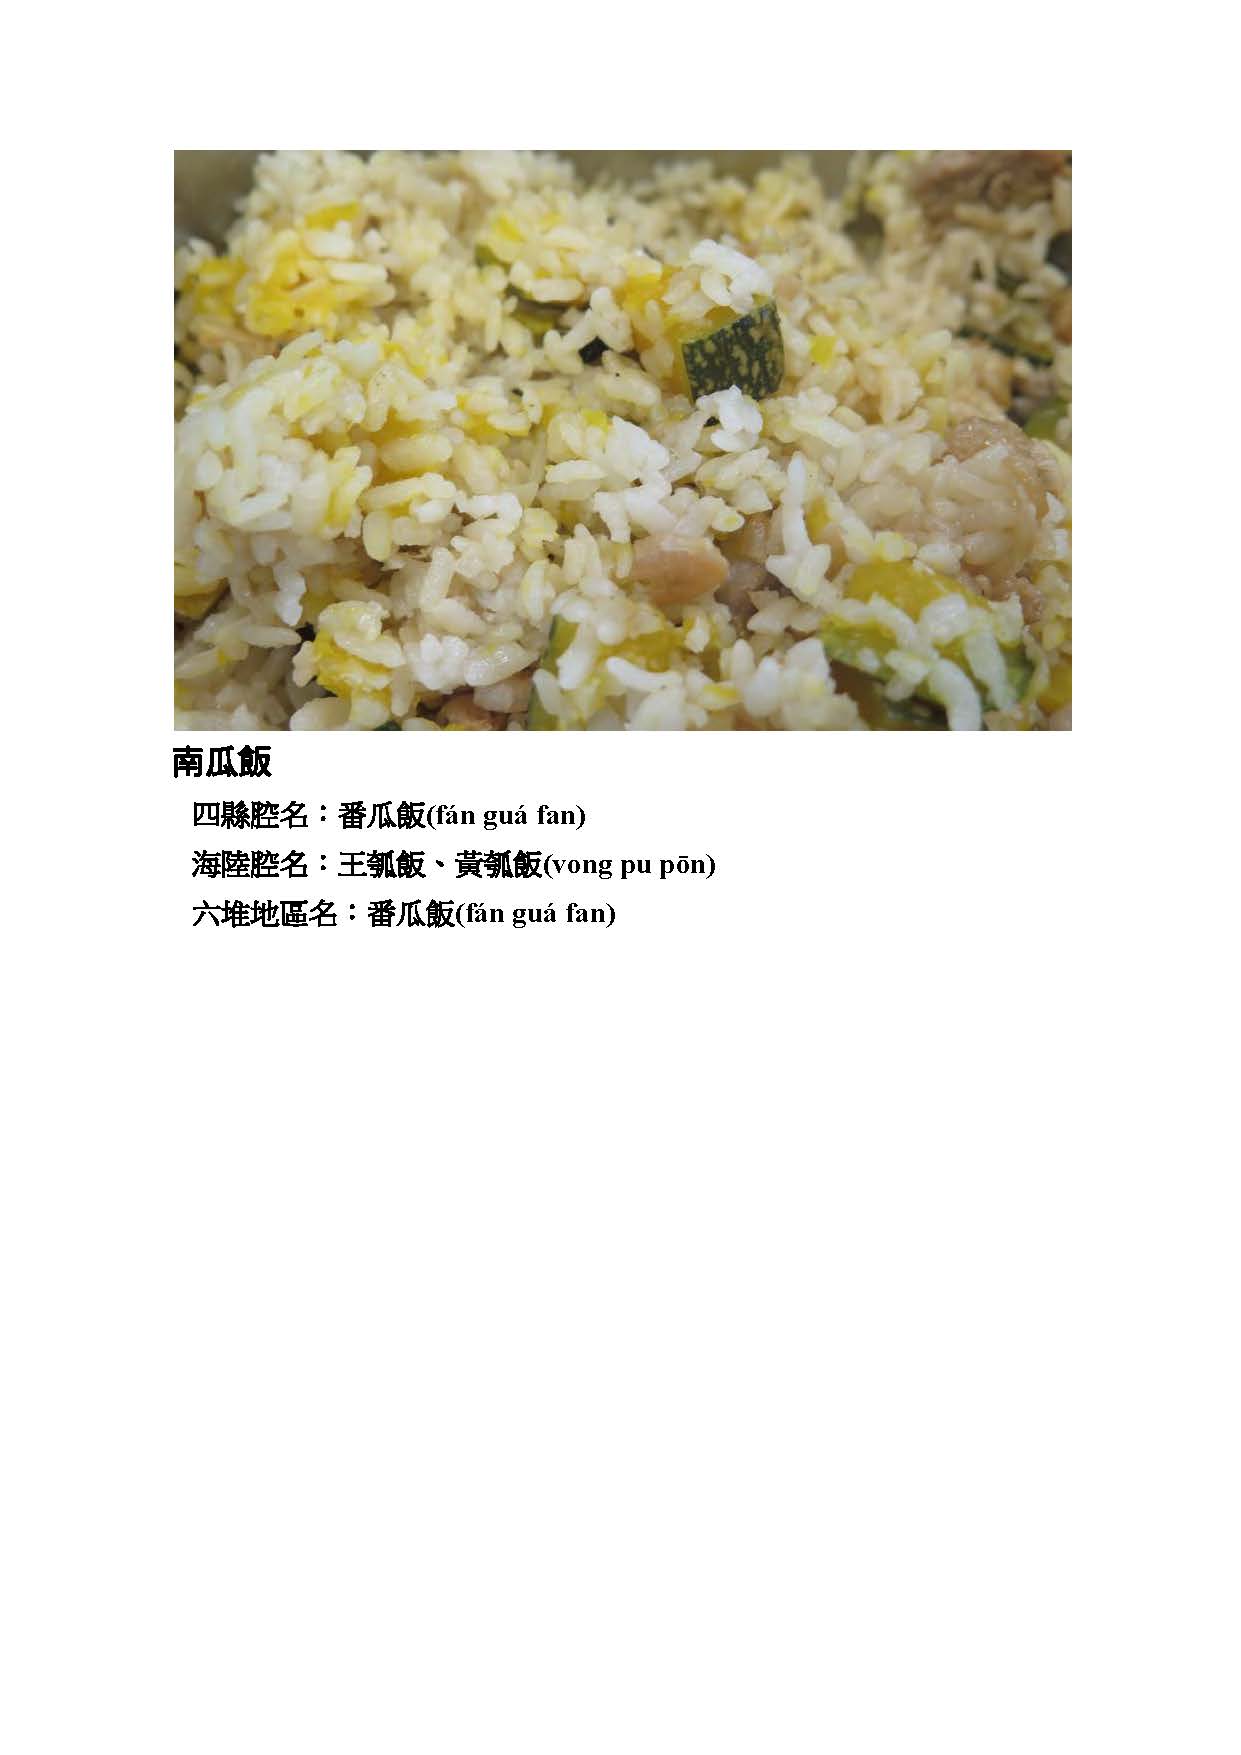 南瓜飯
四縣腔名：番瓜飯(fán guá fan)
海陸腔名：王瓠飯、黃瓠飯(vong pu pōn)
六堆地區名：番瓜飯(fán guá fan)